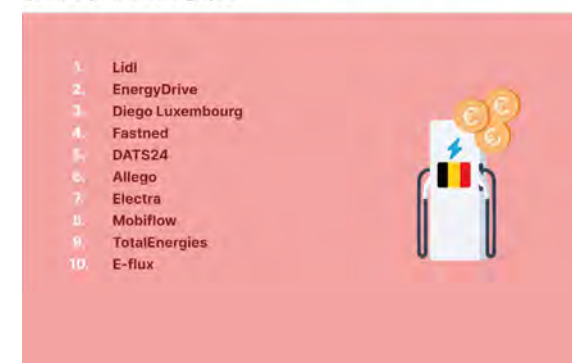 1. Lidl
2. EnergyDrive
3. Diego Luxembourg
4. Fastned
5. DATS24
6. Allego
7. Electra
8. Mobiflow
9. TotalEnergies
10. E-flux